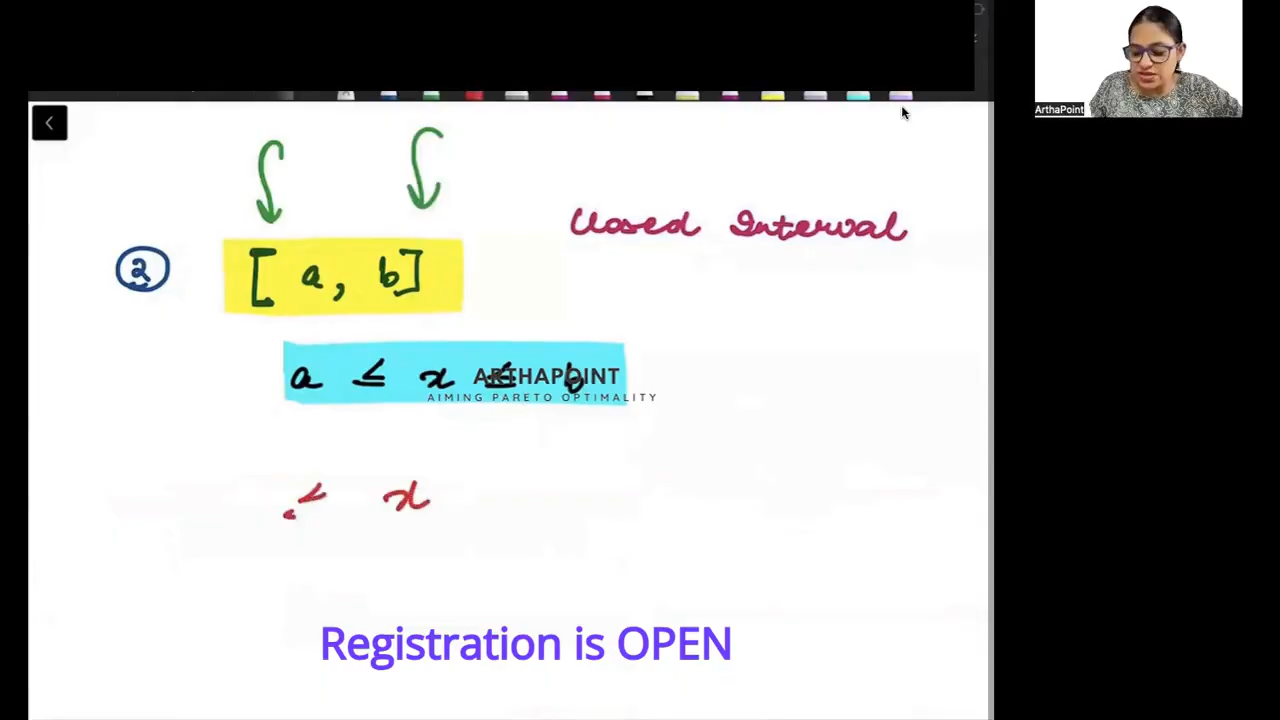 ArthaPoint
Closed Interval
2 [ a, b ]
a ≤ x ≤ b
ARTHAPOINT
AIMING PARETO OPTIMALITY
≤ x
Registration is OPEN